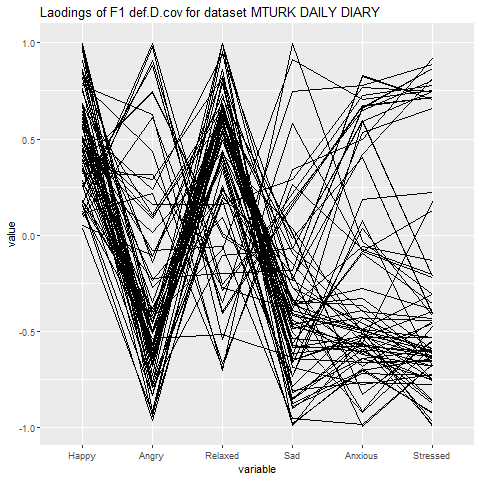 Laodings of F1 def.D.cov for dataset MTURK DAILY DIARY
1.0
0.5
0.0
-0.5
-1.0
value
Happy Angry Relaxed Sad Anxious Stressed
variable